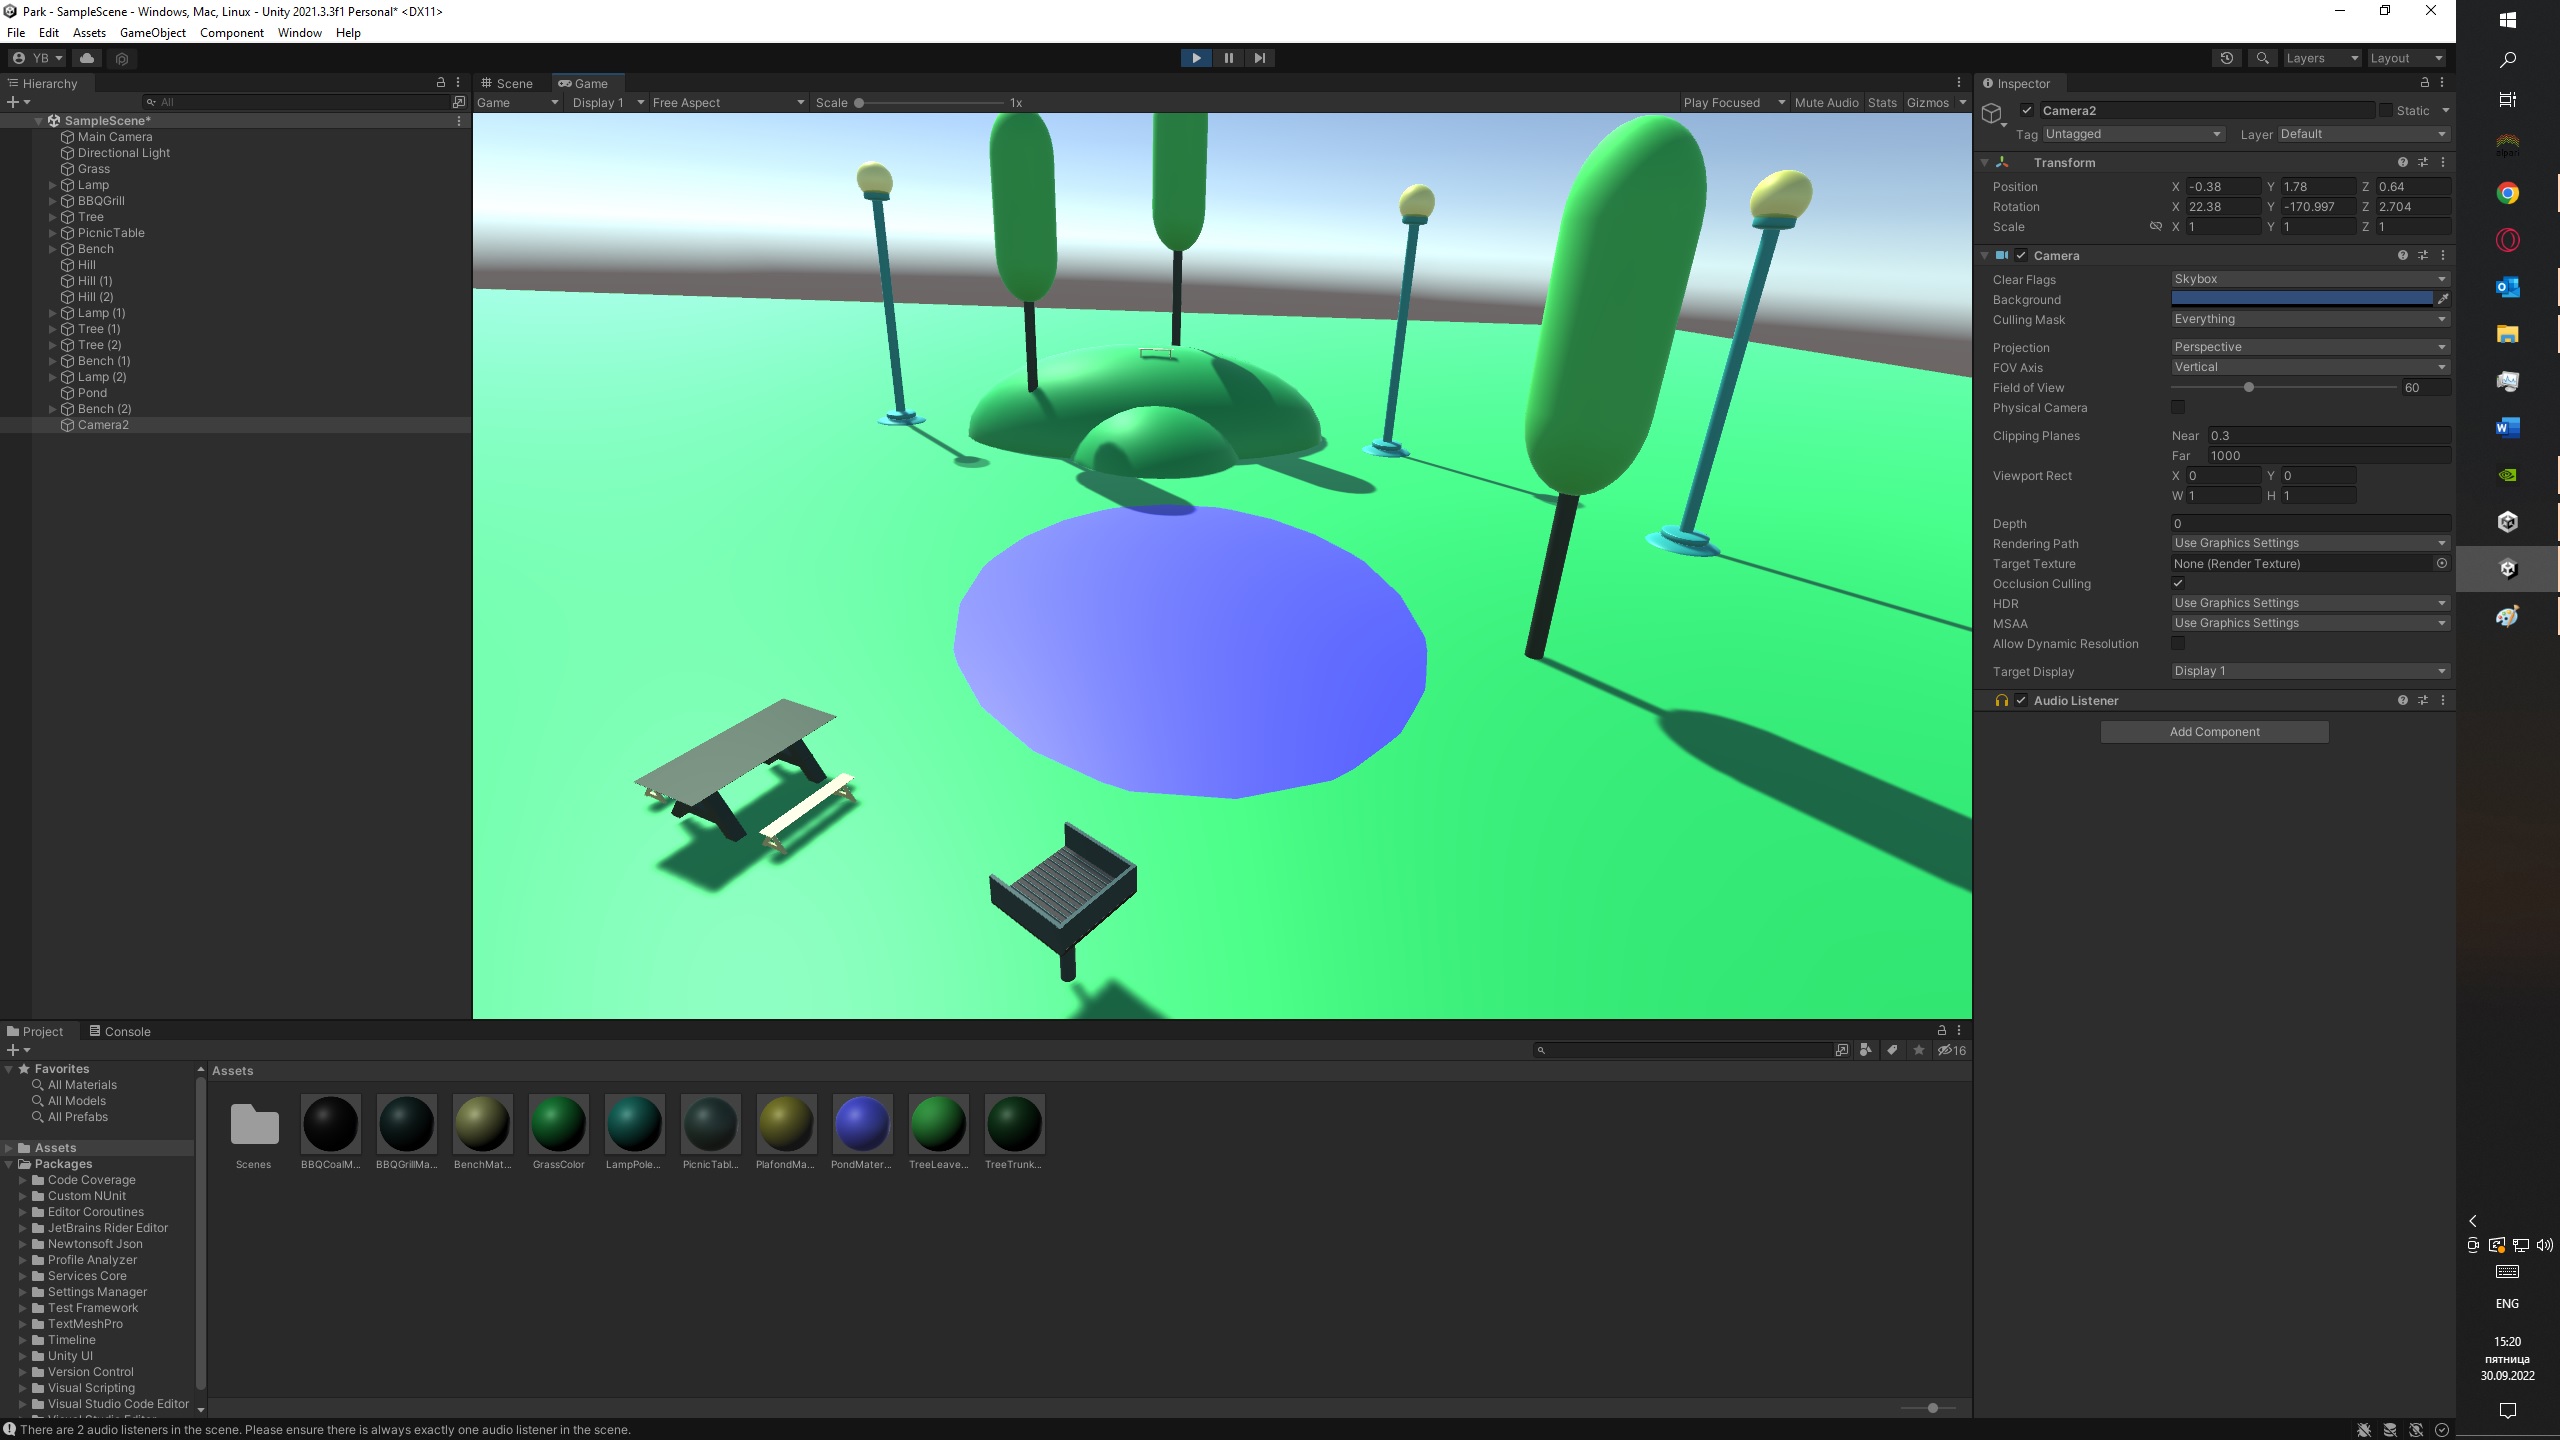 Park - SampleScene - Windows, Mac, Linux - Unity 2021.3.3f1 Personal* <DX11>
File Edit Assets GameObject Component Window Help
YB
Layers Layout
Hierarchy
All
SampleScene*
Main Camera
Directional Light
Grass
Lamp
BBQGrill
Tree
PicnicTable
Bench
Hill
Hill (1)
Hill (2)
Lamp (1)
Tree (1)
Tree (2)
Bench (1)
Lamp (2)
Pond
Bench (2)
Camera2
Scene Game
Game Display 1 Free Aspect Scale 1x Play Focused Mute Audio Stats Gizmos
Inspector
Camera2 Static
Tag Untagged Layer Default
Transform
Position X -0.38 Y 1.78 Z 0.64
Rotation X 22.38 Y -170.997 Z 2.704
Scale X 1 Y 1 Z 1
Camera
Clear Flags Skybox
Background
Culling Mask Everything
Projection Perspective
FOV Axis Vertical
Field of View 60
Physical Camera
Clipping Planes Near 0.3
Far 1000
Viewport Rect X 0 Y 0
W 1 H 1
Depth 0
Rendering Path Use Graphics Settings
Target Texture None (Render Texture)
Occlusion Culling
HDR Use Graphics Settings
MSAA Use Graphics Settings
Allow Dynamic Resolution
Target Display Display 1
Audio Listener
Add Component
Project Console
16
Favorites
All Materials
All Models
All Prefabs
Assets
Packages
Code Coverage
Custom NUnit
Editor Coroutines
JetBrains Rider Editor
Newtonsoft Json
Profile Analyzer
Services Core
Settings Manager
Test Framework
TextMeshPro
Timeline
Unity UI
Version Control
Visual Scripting
Visual Studio Code Editor
Assets
Scenes BBQCoalM... BBQGrillMa... BenchMat... GrassColor LampPole... PicnicTabl... PlafondMa... PondMater... TreeLeave... TreeTrunk...
There are 2 audio listeners in the scene. Please ensure there is always exactly one audio listener in the scene.
ENG
15:20
пятница
30.09.2022